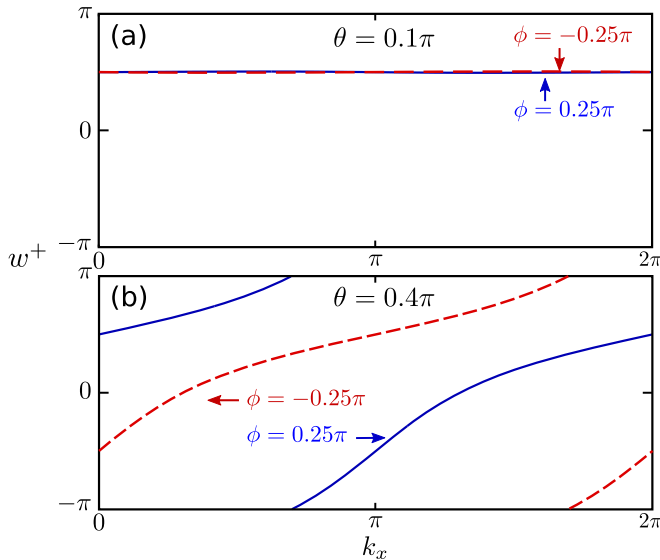 π
(a) θ = 0.1π ϕ = −0.25π
ϕ = 0.25π
0
−π
0 π 2π
w⁺
π
(b) θ = 0.4π
0
ϕ = −0.25π
ϕ = 0.25π
−π
0 π 2π
kₓ